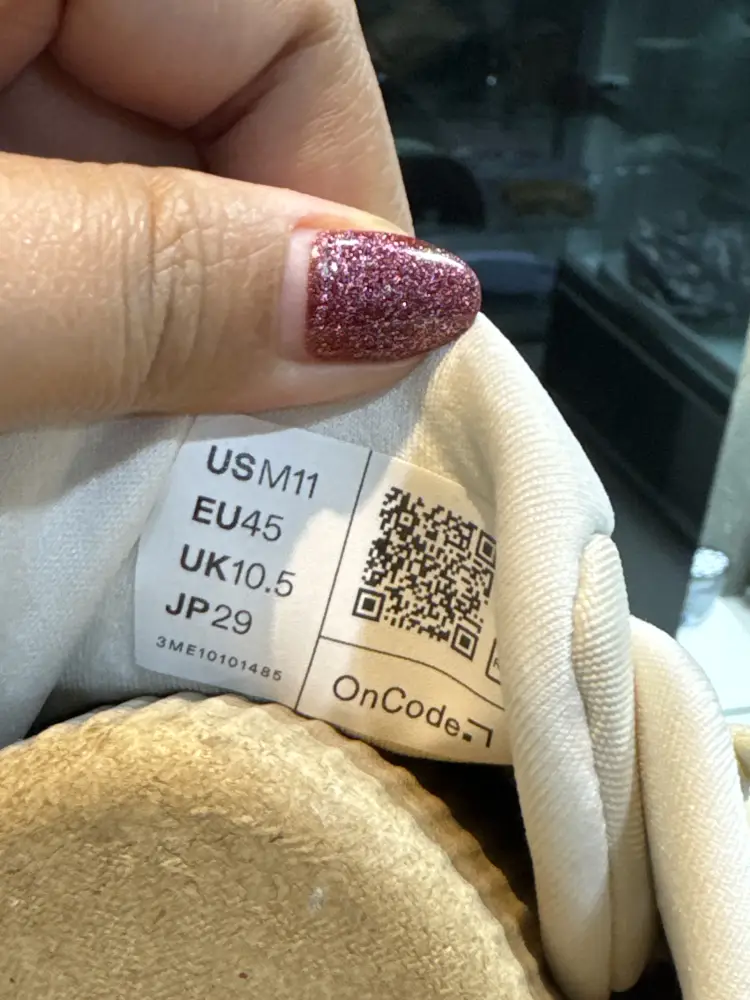 USM11
EU45
UK10.5
JP29
3ME10101485
OnCode